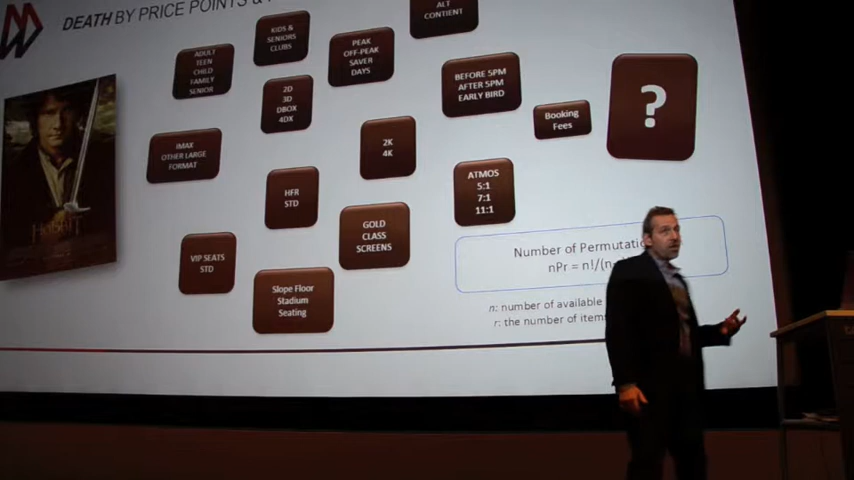 DEATH BY PRICE POINTS &
ADULT
TEEN
CHILD
FAMILY
SENIOR
KIDS &
SENIORS
CLUBS
PEAK
OFF-PEAK
SAVER
DAYS
ALT
CONTIENT
2D
3D
DBOX
4DX
BEFORE 5PM
AFTER 5PM
EARLY BIRD
Booking
Fees
?
IMAX
OTHER LARGE
FORMAT
2K
4K
HFR
STD
ATMOS
5:1
7:1
11:1
GOLD
CLASS
SCREENS
VIP SEATS
STD
Slope Floor
Stadium
Seating
HOBBIT
Number of
nPr = n!/(n
n: number of available
r: the number of